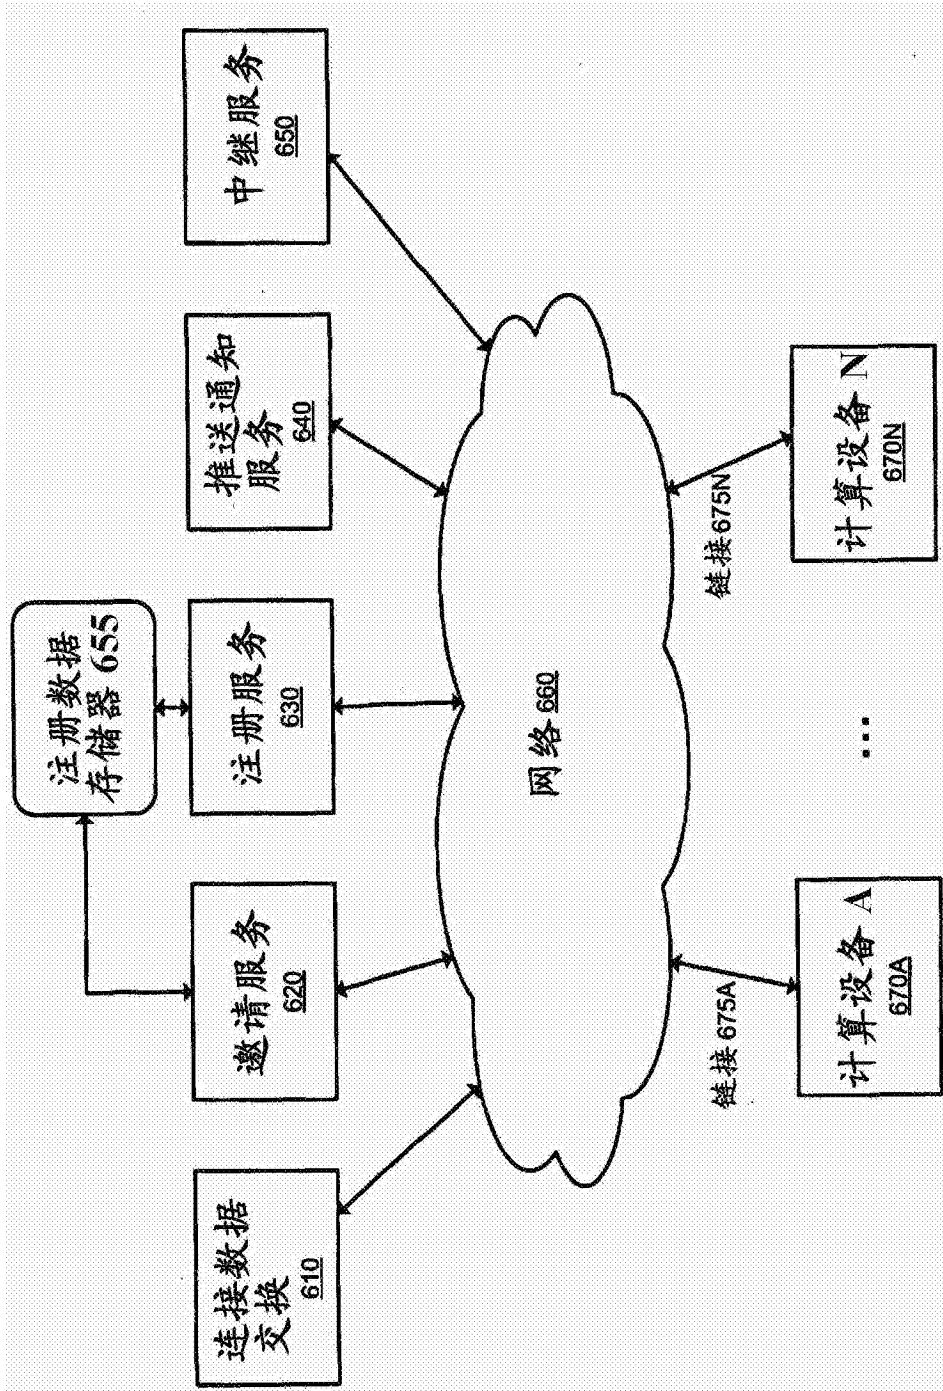 注册数据
存储器 655
连接数据
交换
610
邀请服务
620
注册服务
630
推送通知
服务
640
中继服务
650
网络 660
链接 675A
链接 675N
计算设备 A
670A
...
计算设备 N
670N